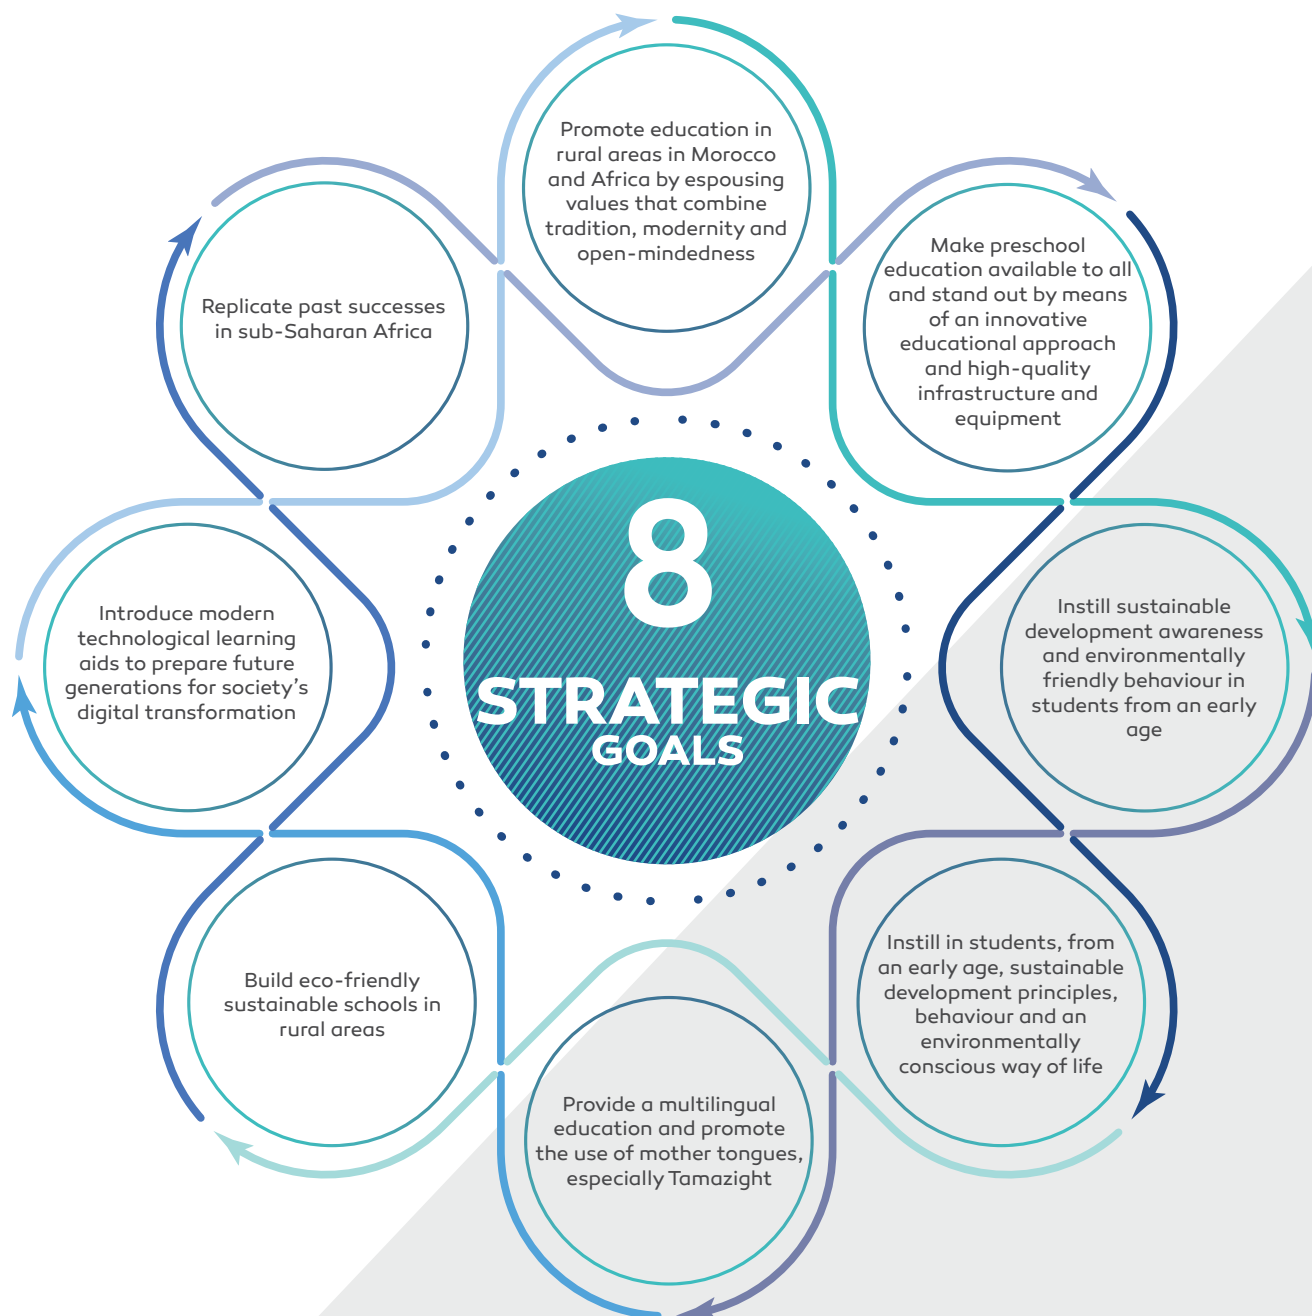 Promote education in
rural areas in Morocco
and Africa by espousing
values that combine
tradition, modernity and
open-mindedness
Make preschool
education available to all
and stand out by means
of an innovative
educational approach
and high-quality
infrastructure and
equipment
Instill sustainable
development awareness
and environmentally
friendly behaviour in
students from an early
age
Instill in students, from
an early age, sustainable
development principles,
behaviour and an
environmentally
conscious way of life
Provide a multilingual
education and promote
the use of mother tongues,
especially Tamazight
Build eco-friendly
sustainable schools in
rural areas
Introduce modern
technological learning
aids to prepare future
generations for society’s
digital transformation
Replicate past successes
in sub-Saharan Africa
8
STRATEGIC
GOALS